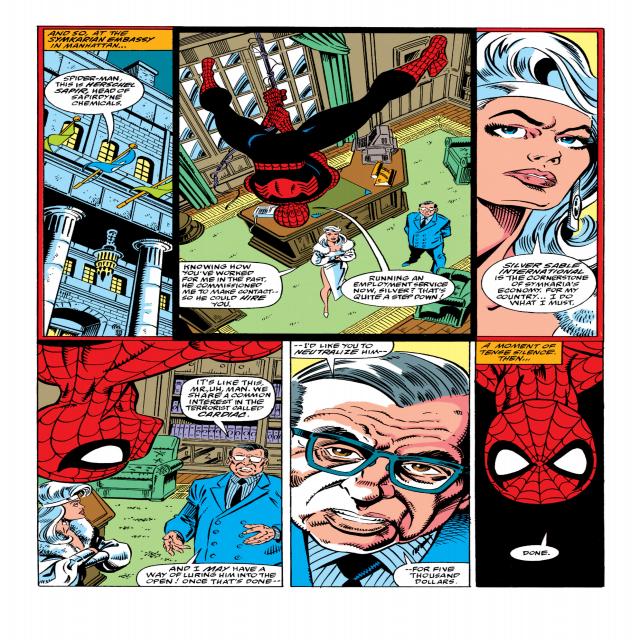 AND SO, AT THE
SYMKARIAN EMBASSY
IN MANHATTAN...
SPIDER-MAN,
THIS IS HERSCHEL
SAPIR, HEAD OF
SAPIRDYNE
CHEMICALS.
KNOWING HOW
YOU'VE WORKED
FOR ME IN THE PAST,
HE COMMISSIONED
ME TO MAKE CONTACT--
SO HE COULD HIRE
YOU.
RUNNING AN
EMPLOYMENT SERVICE
NOW, SILVER? THAT'S
QUITE A STEP DOWN!
SILVER SABLE
INTERNATIONAL
IS THE CORNERSTONE
OF SYMKARIA'S
ECONOMY. FOR MY
COUNTRY... I DO
WHAT I MUST.
IT'S LIKE THIS,
MR. UH, MAN. WE
SHARE A COMMON
INTEREST IN THE
TERRORIST CALLED
CARDIAC.
AND I MAY HAVE A
WAY OF LURING HIM INTO THE
OPEN! ONCE THAT'S DONE--
--I'D LIKE YOU TO
NEUTRALIZE HIM--
--FOR FIVE
THOUSAND
DOLLARS.
A MOMENT OF
TENSE SILENCE.
THEN...
DONE.